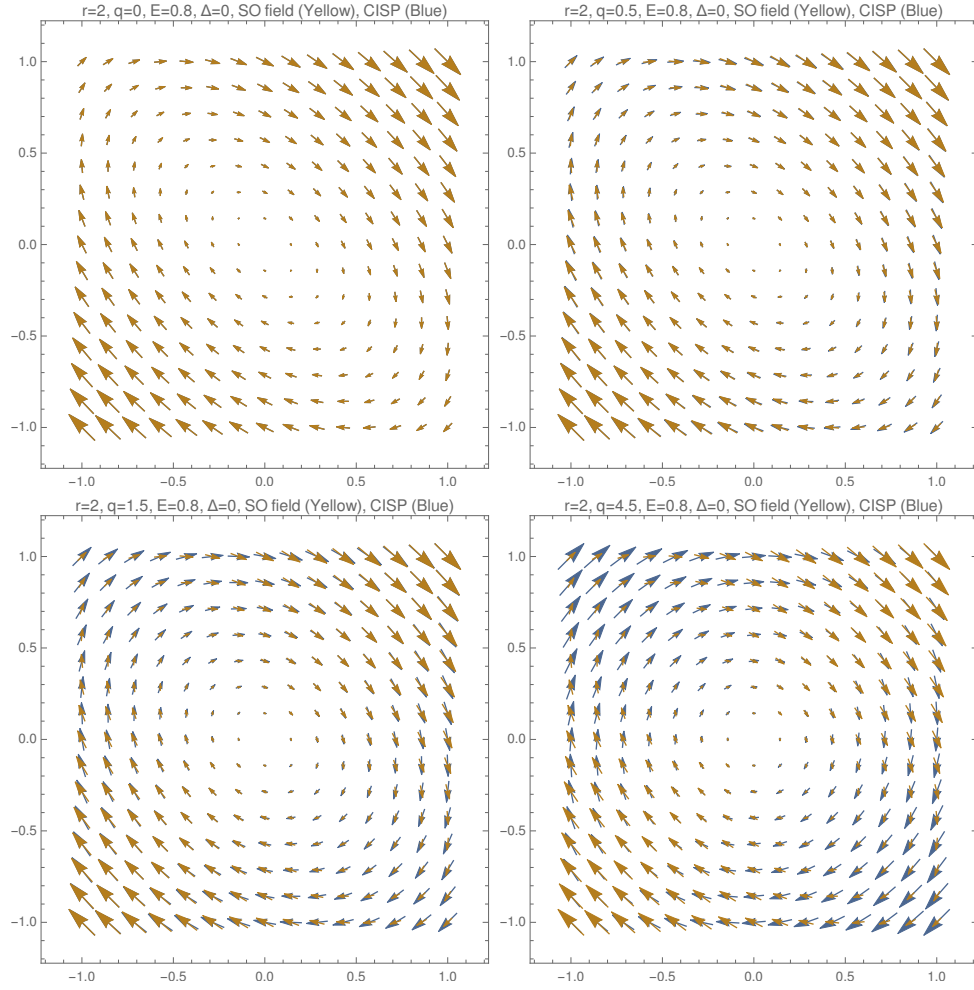 r=2, q=0, E=0.8, Δ=0, SO field (Yellow), CISP (Blue)
1.0
0.5
0.0
−0.5
−1.0
−1.0 −0.5 0.0 0.5 1.0
r=2, q=0.5, E=0.8, Δ=0, SO field (Yellow), CISP (Blue)
1.0
0.5
0.0
−0.5
−1.0
−1.0 −0.5 0.0 0.5 1.0
r=2, q=1.5, E=0.8, Δ=0, SO field (Yellow), CISP (Blue)
1.0
0.5
0.0
−0.5
−1.0
−1.0 −0.5 0.0 0.5 1.0
r=2, q=4.5, E=0.8, Δ=0, SO field (Yellow), CISP (Blue)
1.0
0.5
0.0
−0.5
−1.0
−1.0 −0.5 0.0 0.5 1.0